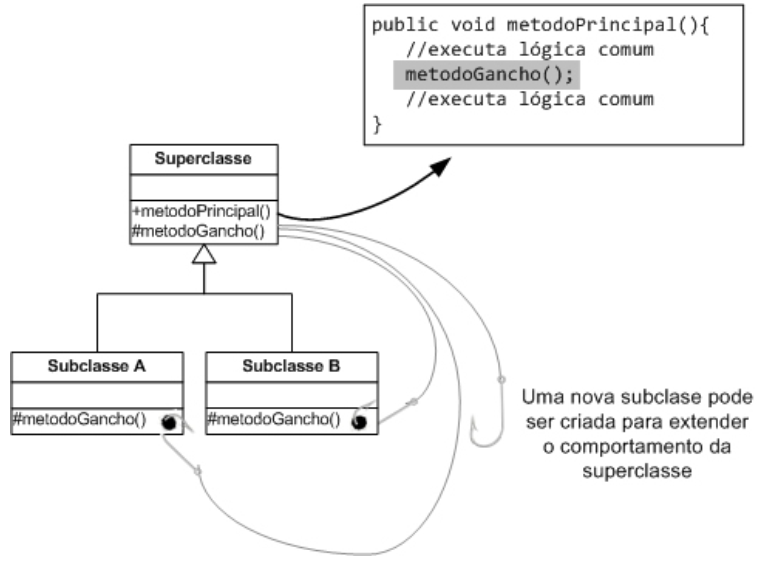 public void metodoPrincipal(){
//executa lógica comum
metodoGancho();
//executa lógica comum
}
Superclasse
+metodoPrincipal()
#metodoGancho()
Subclasse A
#metodoGancho()
Subclasse B
#metodoGancho()
Uma nova subclase pode
ser criada para extender
o comportamento da
superclasse